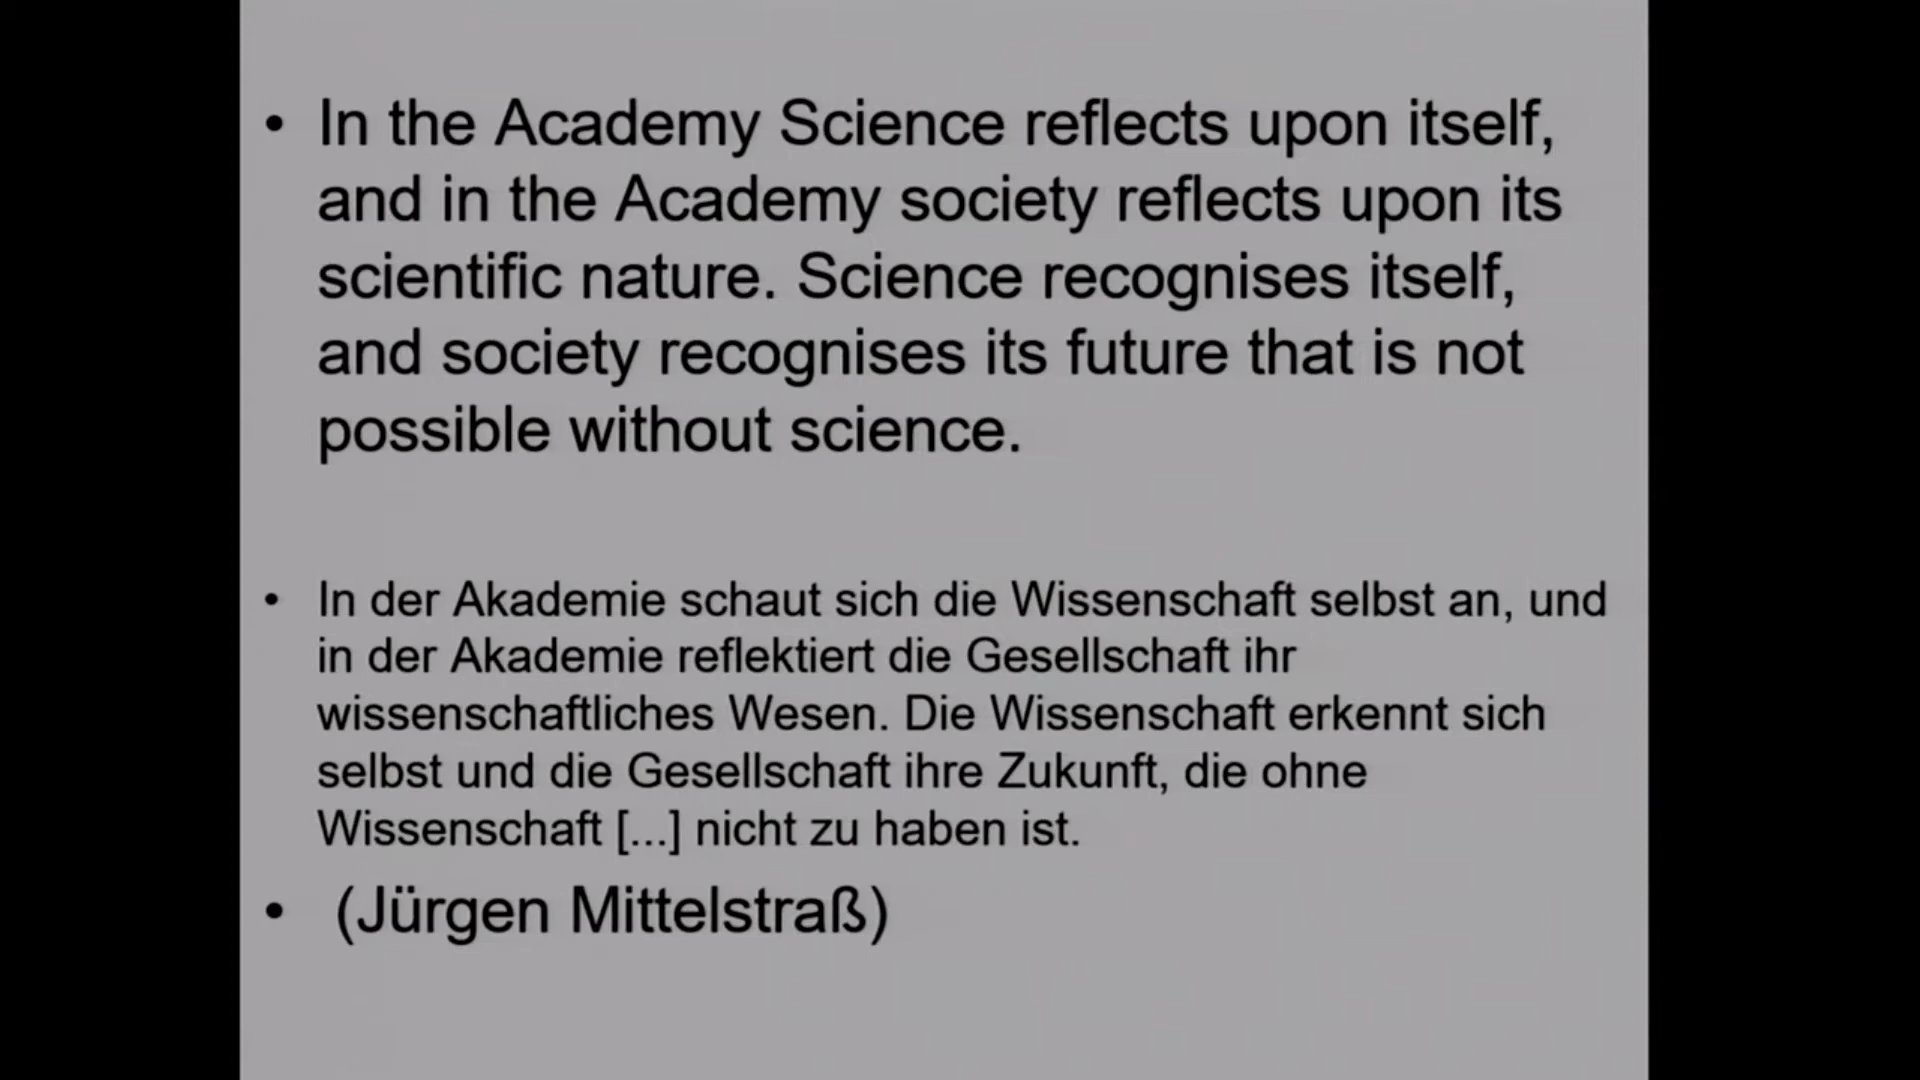 • In the Academy Science reflects upon itself,
and in the Academy society reflects upon its
scientific nature. Science recognises itself,
and society recognises its future that is not
possible without science.
• In der Akademie schaut sich die Wissenschaft selbst an, und
in der Akademie reflektiert die Gesellschaft ihr
wissenschaftliches Wesen. Die Wissenschaft erkennt sich
selbst und die Gesellschaft ihre Zukunft, die ohne
Wissenschaft [...] nicht zu haben ist.
• (Jürgen Mittelstraß)